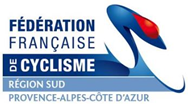 FÉDÉRATION
FRANÇAISE
DE CYCLISME
RÉGION SUD
PROVENCE-ALPES-CÔTE D'AZUR